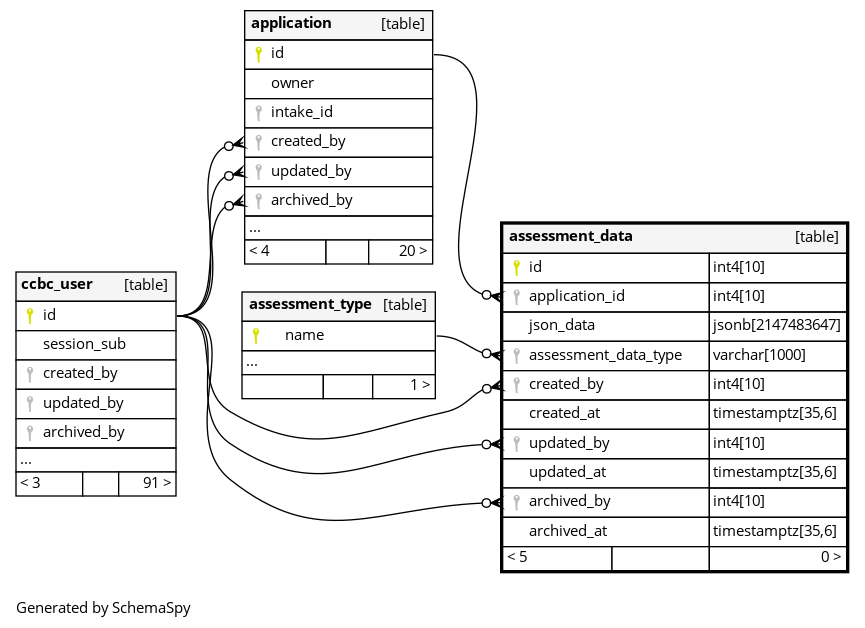 application [table]
id
owner
intake_id
created_by
updated_by
archived_by
...
< 4 20 >
ccbc_user [table]
id
session_sub
created_by
updated_by
archived_by
...
< 3 91 >
assessment_type [table]
name
...
1 >
assessment_data [table]
id int4[10]
application_id int4[10]
json_data jsonb[2147483647]
assessment_data_type varchar[1000]
created_by int4[10]
created_at timestamptz[35,6]
updated_by int4[10]
updated_at timestamptz[35,6]
archived_by int4[10]
archived_at timestamptz[35,6]
< 5 0 >
Generated by SchemaSpy